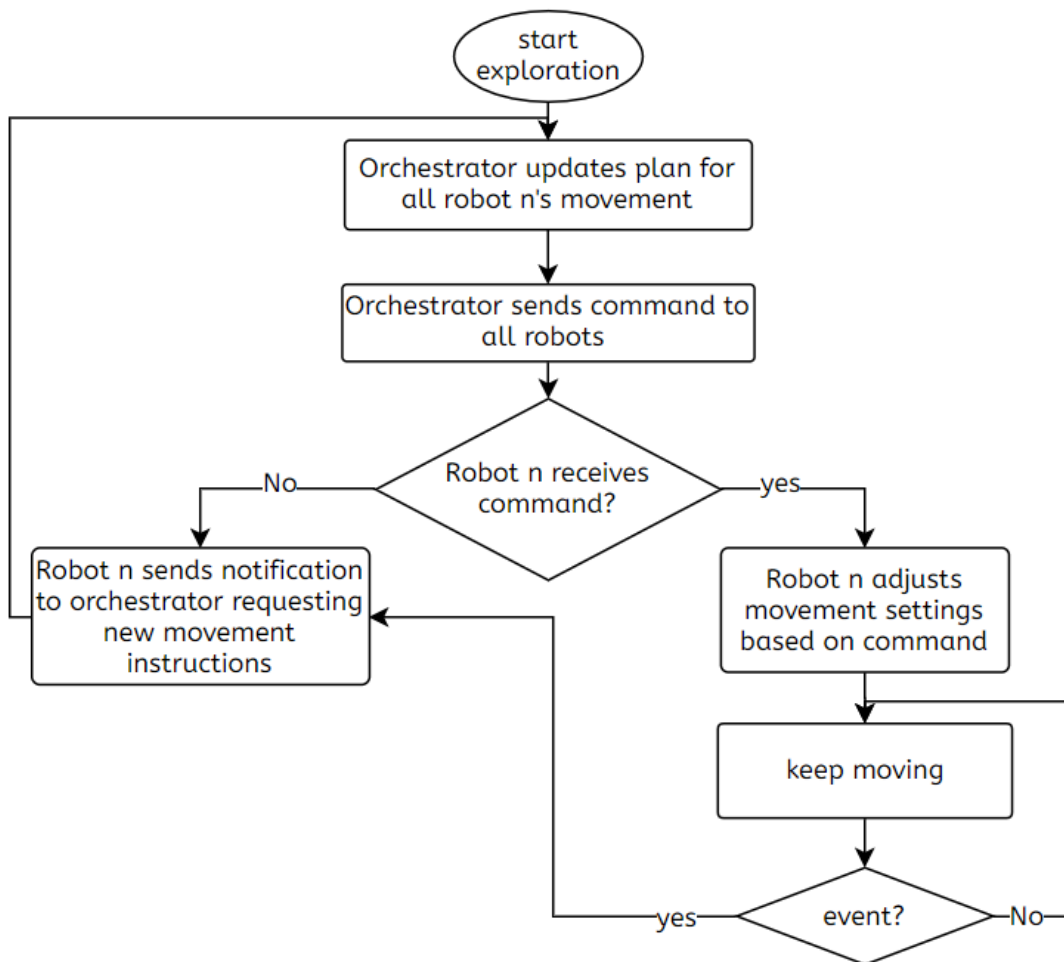 start
exploration
Orchestrator updates plan for
all robot n's movement
Orchestrator sends command to
all robots
Robot n receives
command?
No
yes
Robot n sends notification
to orchestrator requesting
new movement
instructions
Robot n adjusts
movement settings
based on command
keep moving
event?
yes
No